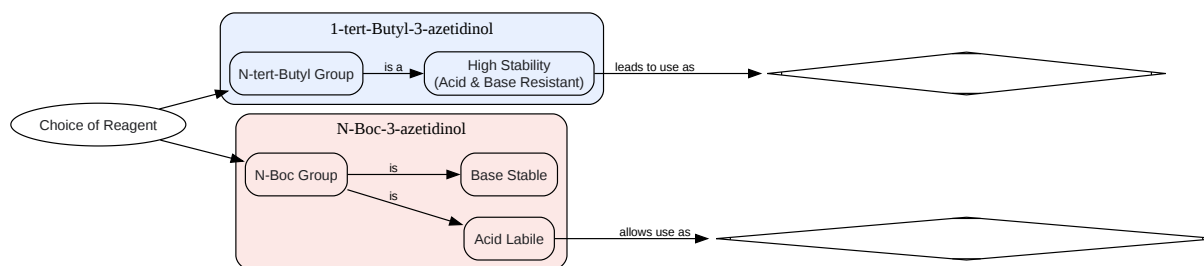 1-tert-Butyl-3-azetidinol
N-tert-Butyl Group
is a
High Stability
(Acid & Base Resistant)
leads to use as
Choice of Reagent
N-Boc-3-azetidinol
N-Boc Group
is
Base Stable
is
Acid Labile
allows use as